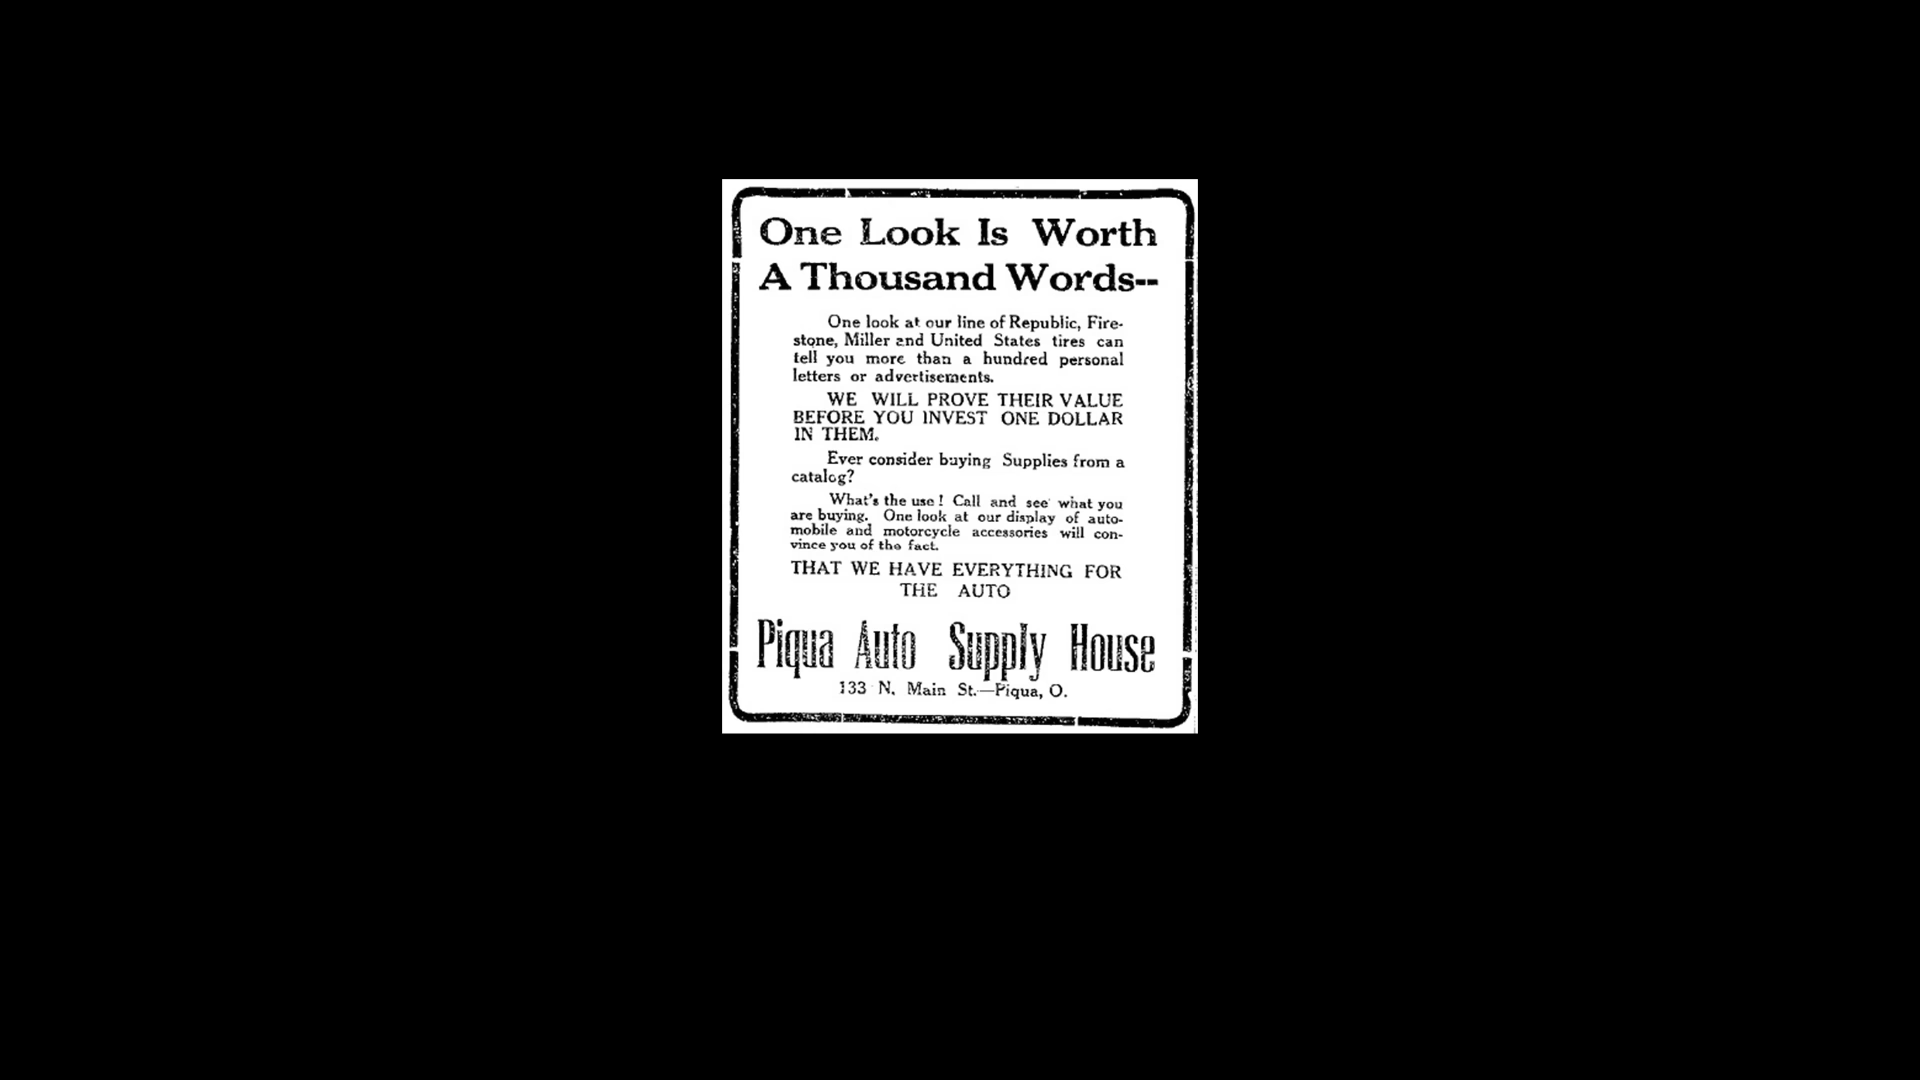 One Look Is Worth
A Thousand Words--
One look at our line of Republic, Fire-
stone, Miller and United States tires can
tell you more than a hundred personal
letters or advertisements.
WE WILL PROVE THEIR VALUE
BEFORE YOU INVEST ONE DOLLAR
IN THEM.
Ever consider buying Supplies from a
catalog?
What's the use! Call and see what you
are buying. One look at our display of auto-
mobile and motorcycle accessories will con-
vince you of the fact.
THAT WE HAVE EVERYTHING FOR
THE AUTO
Piqua Auto Supply House
133 N. Main St.—Piqua, O.